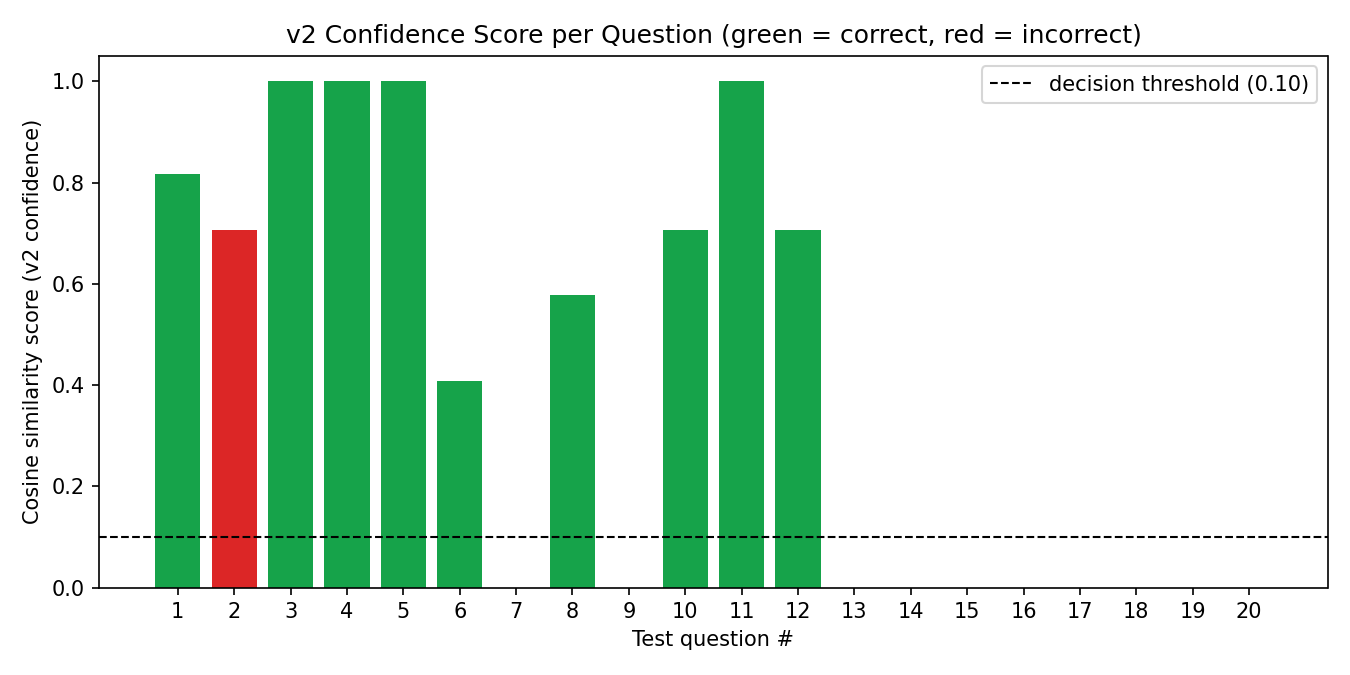 v2 Confidence Score per Question (green = correct, red = incorrect)
decision threshold (0.10)
Cosine similarity score (v2 confidence)
1.0
0.8
0.6
0.4
0.2
0.0
1 2 3 4 5 6 7 8 9 10 11 12 13 14 15 16 17 18 19 20
Test question #